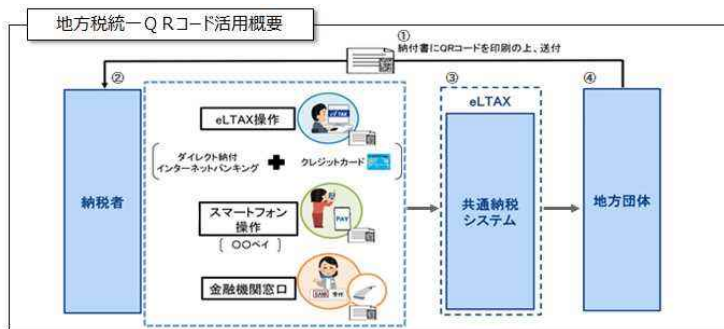 地方税統一QRコード活用概要
①
納付書にQRコードを印刷の上、送付
②
③
④
eLTAX
eLTAX操作
eLTAX
ダイレクト納付
インターネットバンキング
クレジットカード
納税者
スマートフォン
操作
PAY
〇〇ペイ
共通納税
システム
地方団体
金融機関窓口